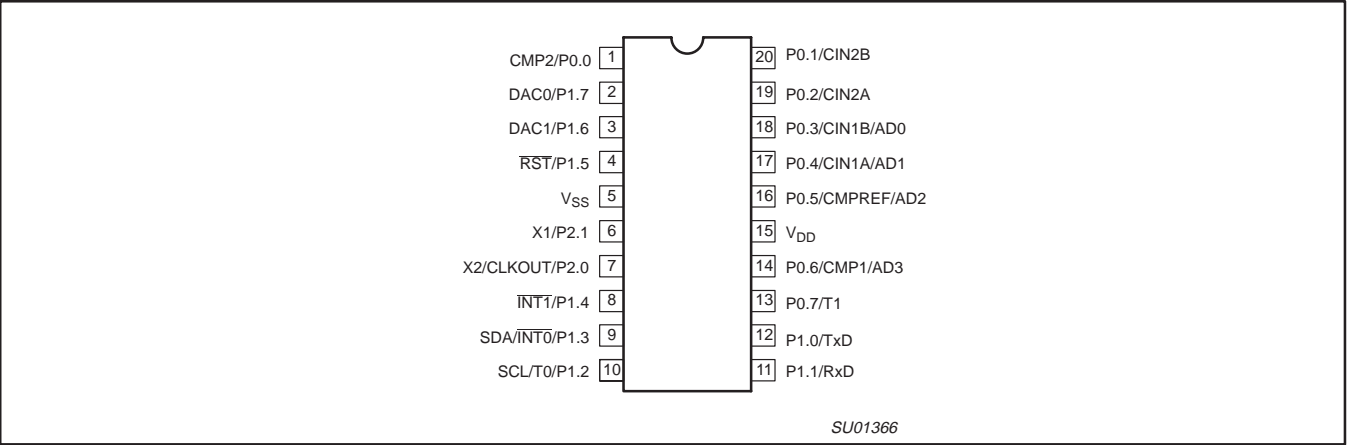 CMP2/P0.0 1 20 P0.1/CIN2B
DAC0/P1.7 2 19 P0.2/CIN2A
DAC1/P1.6 3 18 P0.3/CIN1B/AD0
R̅S̅T̅/P1.5 4 17 P0.4/CIN1A/AD1
VSS 5 16 P0.5/CMPREF/AD2
X1/P2.1 6 15 VDD
X2/CLKOUT/P2.0 7 14 P0.6/CMP1/AD3
I̅N̅T̅1̅/P1.4 8 13 P0.7/T1
SDA/I̅N̅T̅0̅/P1.3 9 12 P1.0/TxD
SCL/T0/P1.2 10 11 P1.1/RxD
SU01366